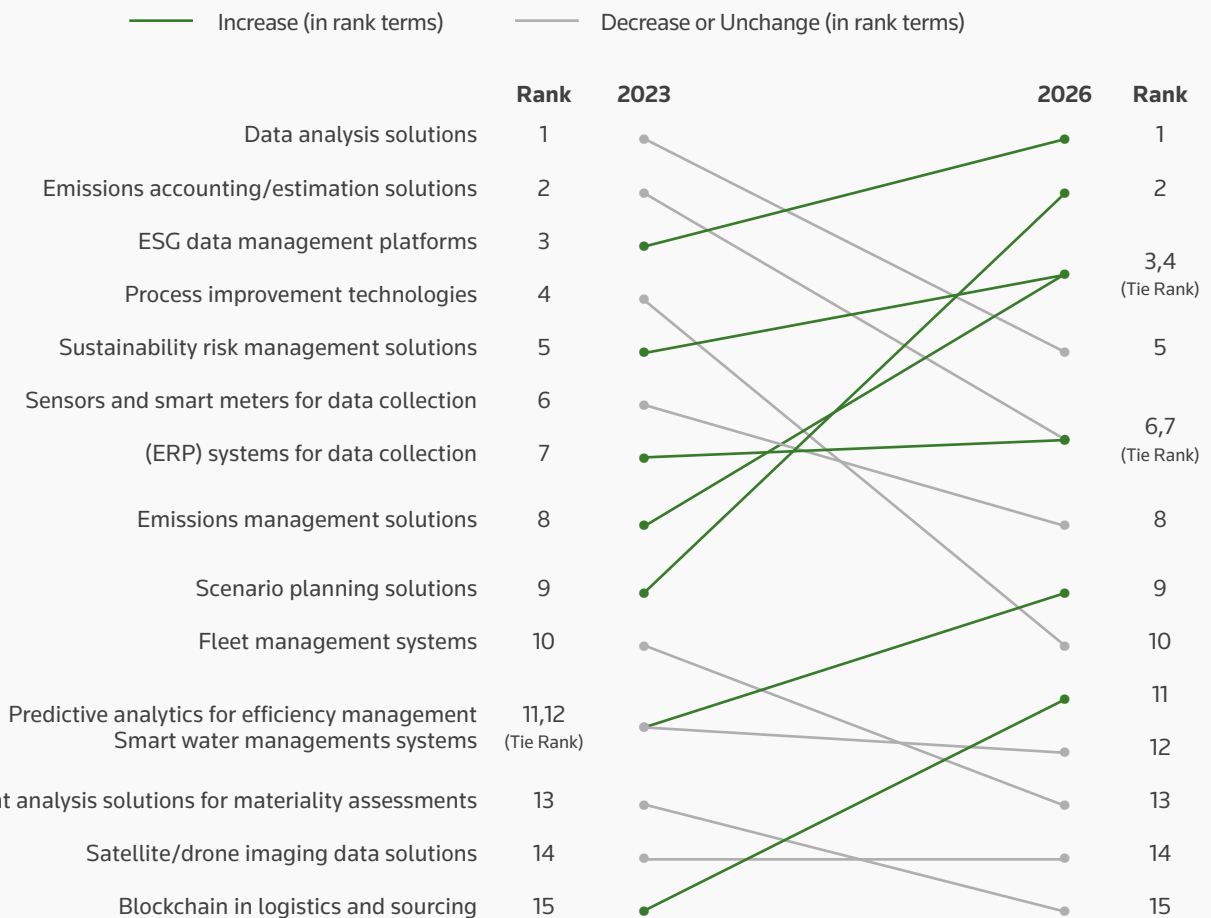 Increase (in rank terms) Decrease or Unchange (in rank terms)
Rank 2023 2026 Rank
Data analysis solutions 1 1
Emissions accounting/estimation solutions 2 2
ESG data management platforms 3 3,4
(Tie Rank)
Process improvement technologies 4
Sustainability risk management solutions 5 5
Sensors and smart meters for data collection 6 6,7
(Tie Rank)
(ERP) systems for data collection 7
Emissions management solutions 8 8
Scenario planning solutions 9 9
Fleet management systems 10 10
11
Predictive analytics for efficiency management 11,12
Smart water managements systems (Tie Rank) 12
analysis solutions for materiality assessments 13 13
Satellite/drone imaging data solutions 14 14
Blockchain in logistics and sourcing 15 15